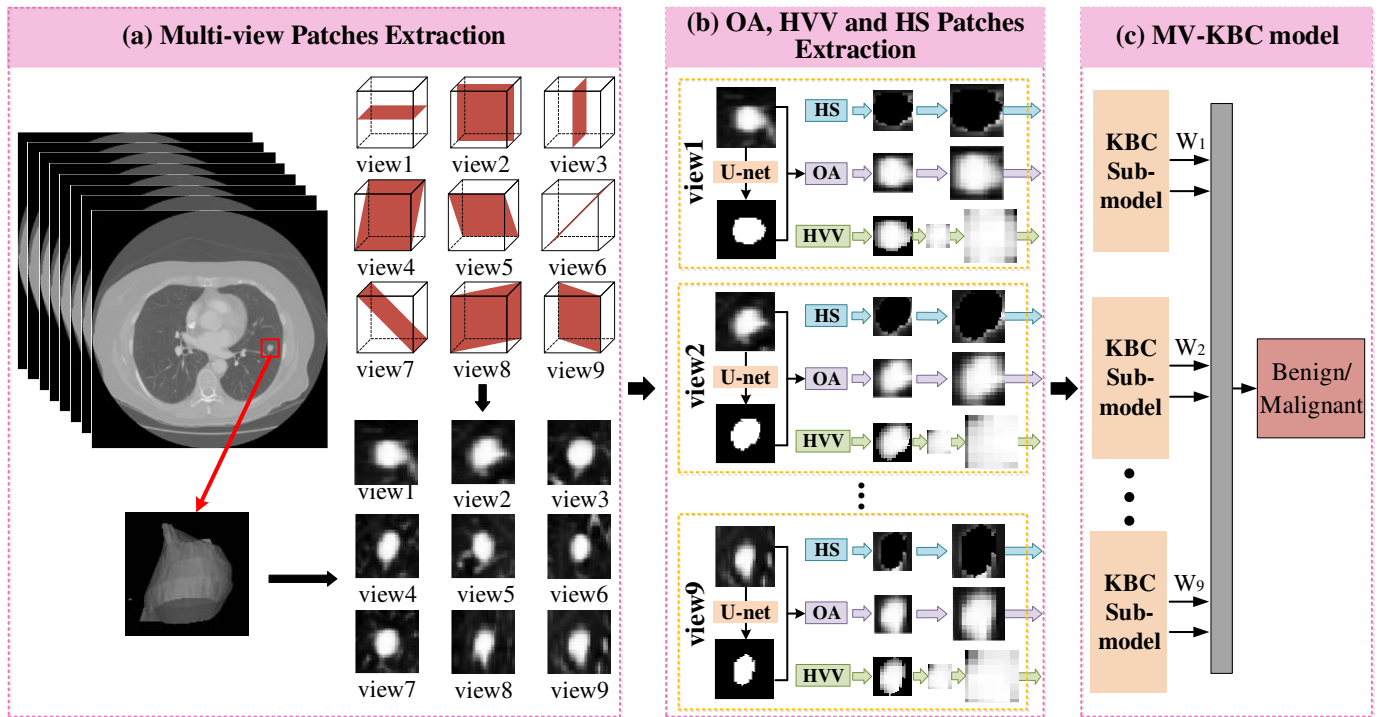 (a) Multi-view Patches Extraction
view1 view2 view3
view4 view5 view6
view7 view8 view9
view1 view2 view3
view4 view5 view6
view7 view8 view9
(b) OA, HVV and HS Patches
Extraction
view1
U-net
HS
OA
HVV
view2
U-net
HS
OA
HVV
view9
U-net
HS
OA
HVV
(c) MV-KBC model
KBC
Sub-
model
W1
KBC
Sub-
model
W2
KBC
Sub-
model
W9
Benign/
Malignant